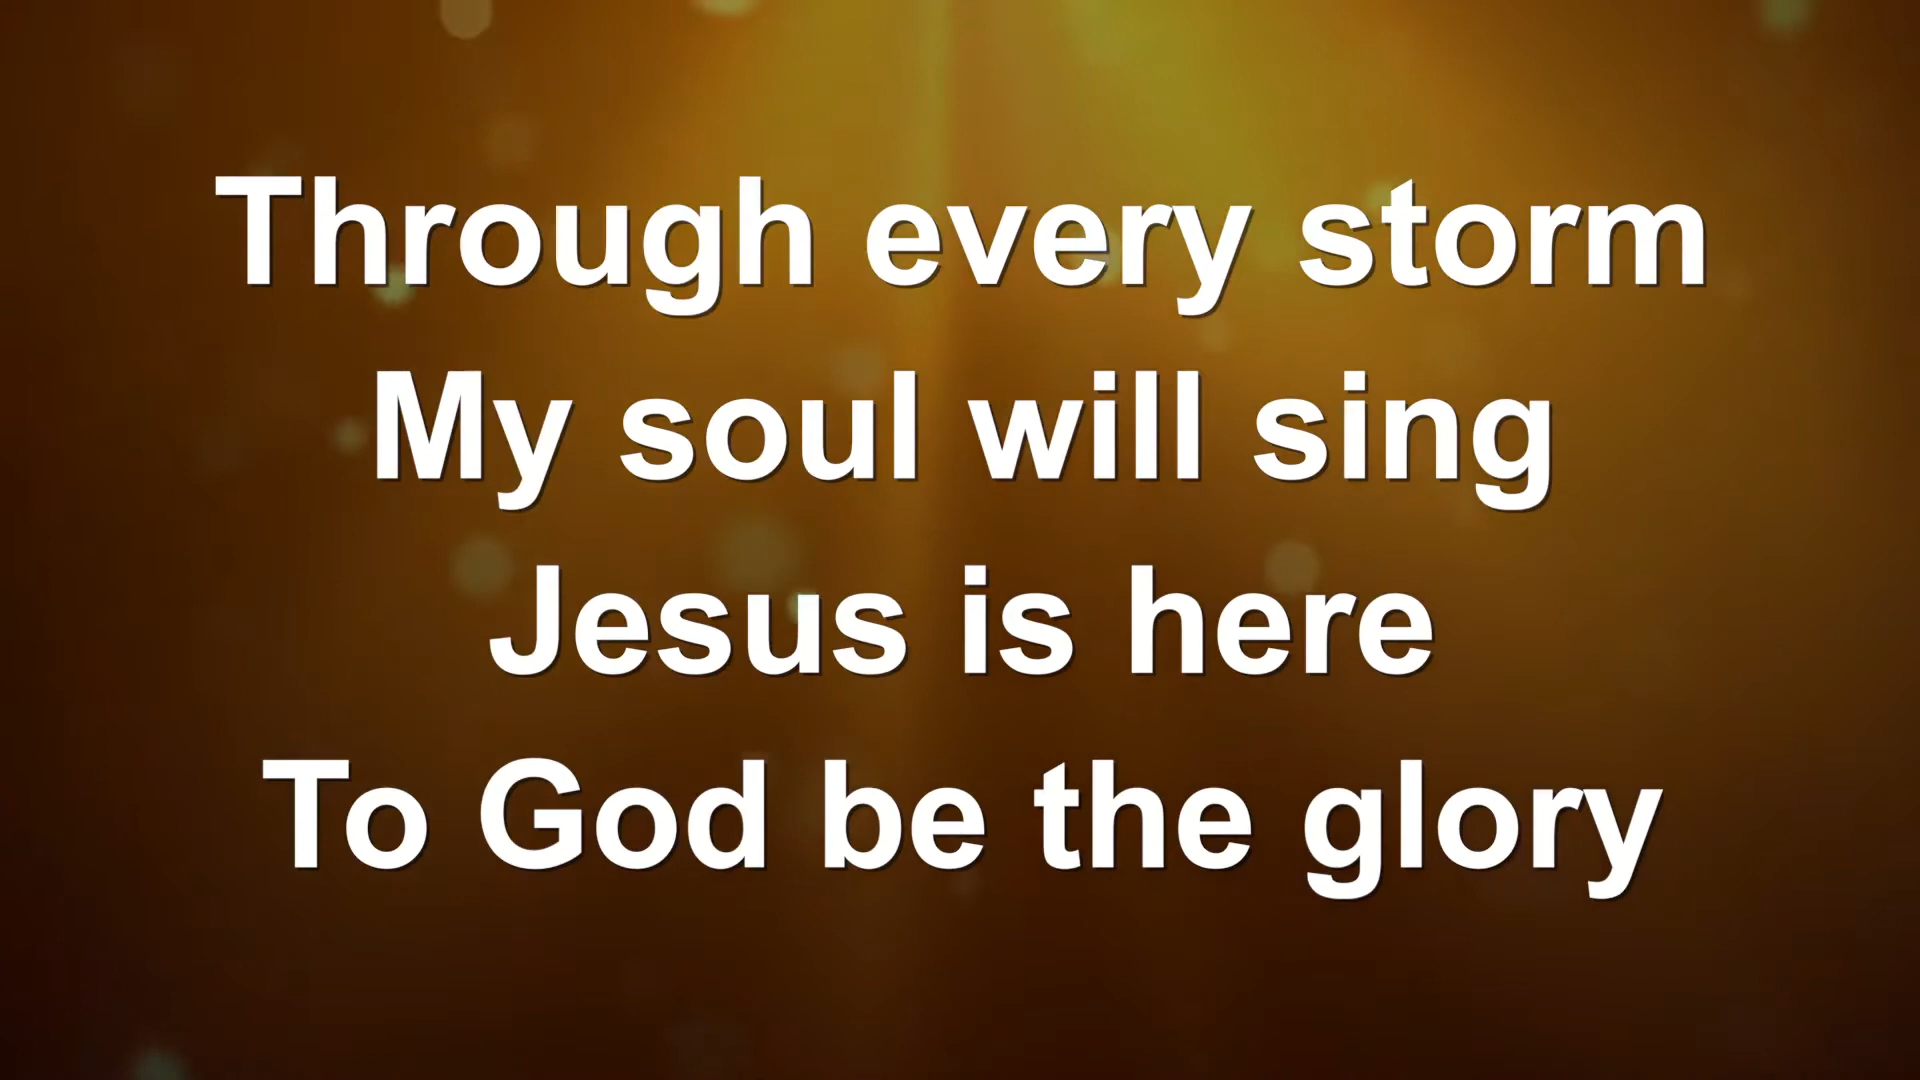 Through every storm
My soul will sing
Jesus is here
To God be the glory